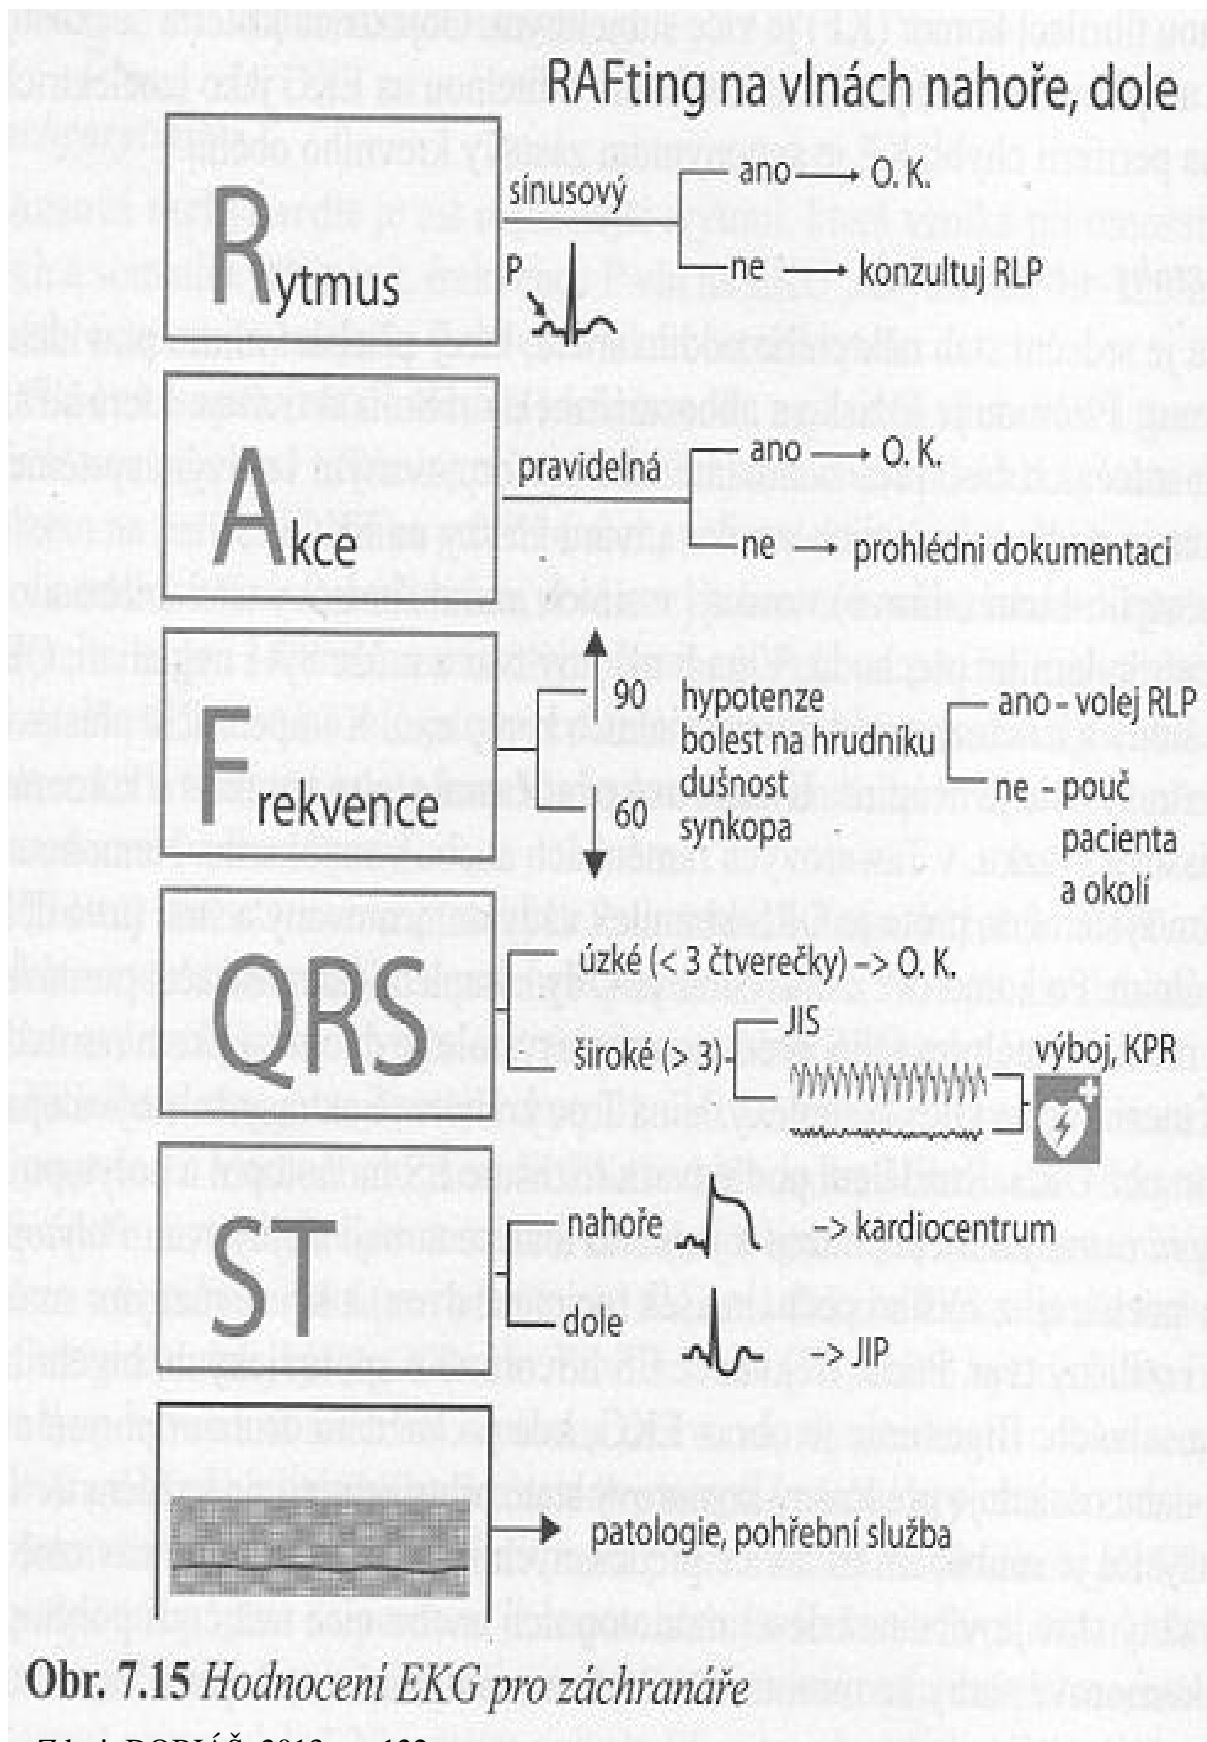 RAFting na vlnách nahoře, dole
Rytmus
sínusový
P
ano → O. K.
ne → konzultuj RLP
Akce
pravidelná
ano → O. K.
ne → prohlédni dokumentaci
Frekvence
90
60
hypotenze
bolest na hrudníku
dušnost
synkopa
ano – volej RLP
ne – pouč
pacienta
a okolí
QRS
úzké (< 3 čtverečky) –> O. K.
široké (> 3)
JIS
výboj, KPR
ST
nahoře
–> kardiocentrum
dole
–> JIP
patologie, pohřební služba
Obr. 7.15 Hodnocení EKG pro záchranáře